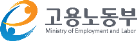 고용노동부
Ministry of Employment and Labor